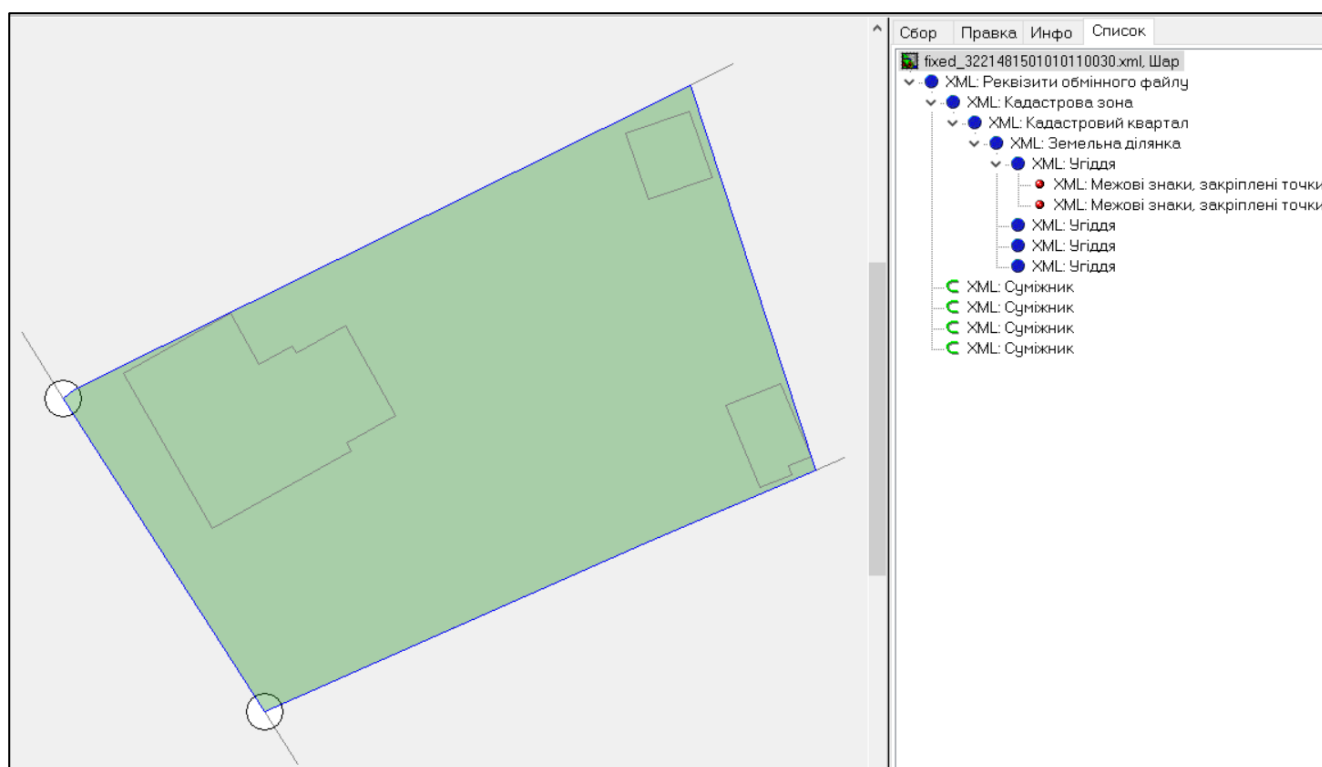 Сбор Правка Инфо Список
fixed_3221481501010110030.xml, Шар
XML: Реквізити обмінного файлу
XML: Кадастрова зона
XML: Кадастровий квартал
XML: Земельна ділянка
XML: Угіддя
XML: Межові знаки, закріплені точки
XML: Межові знаки, закріплені точки
XML: Угіддя
XML: Угіддя
XML: Угіддя
XML: Суміжник
XML: Суміжник
XML: Суміжник
XML: Суміжник